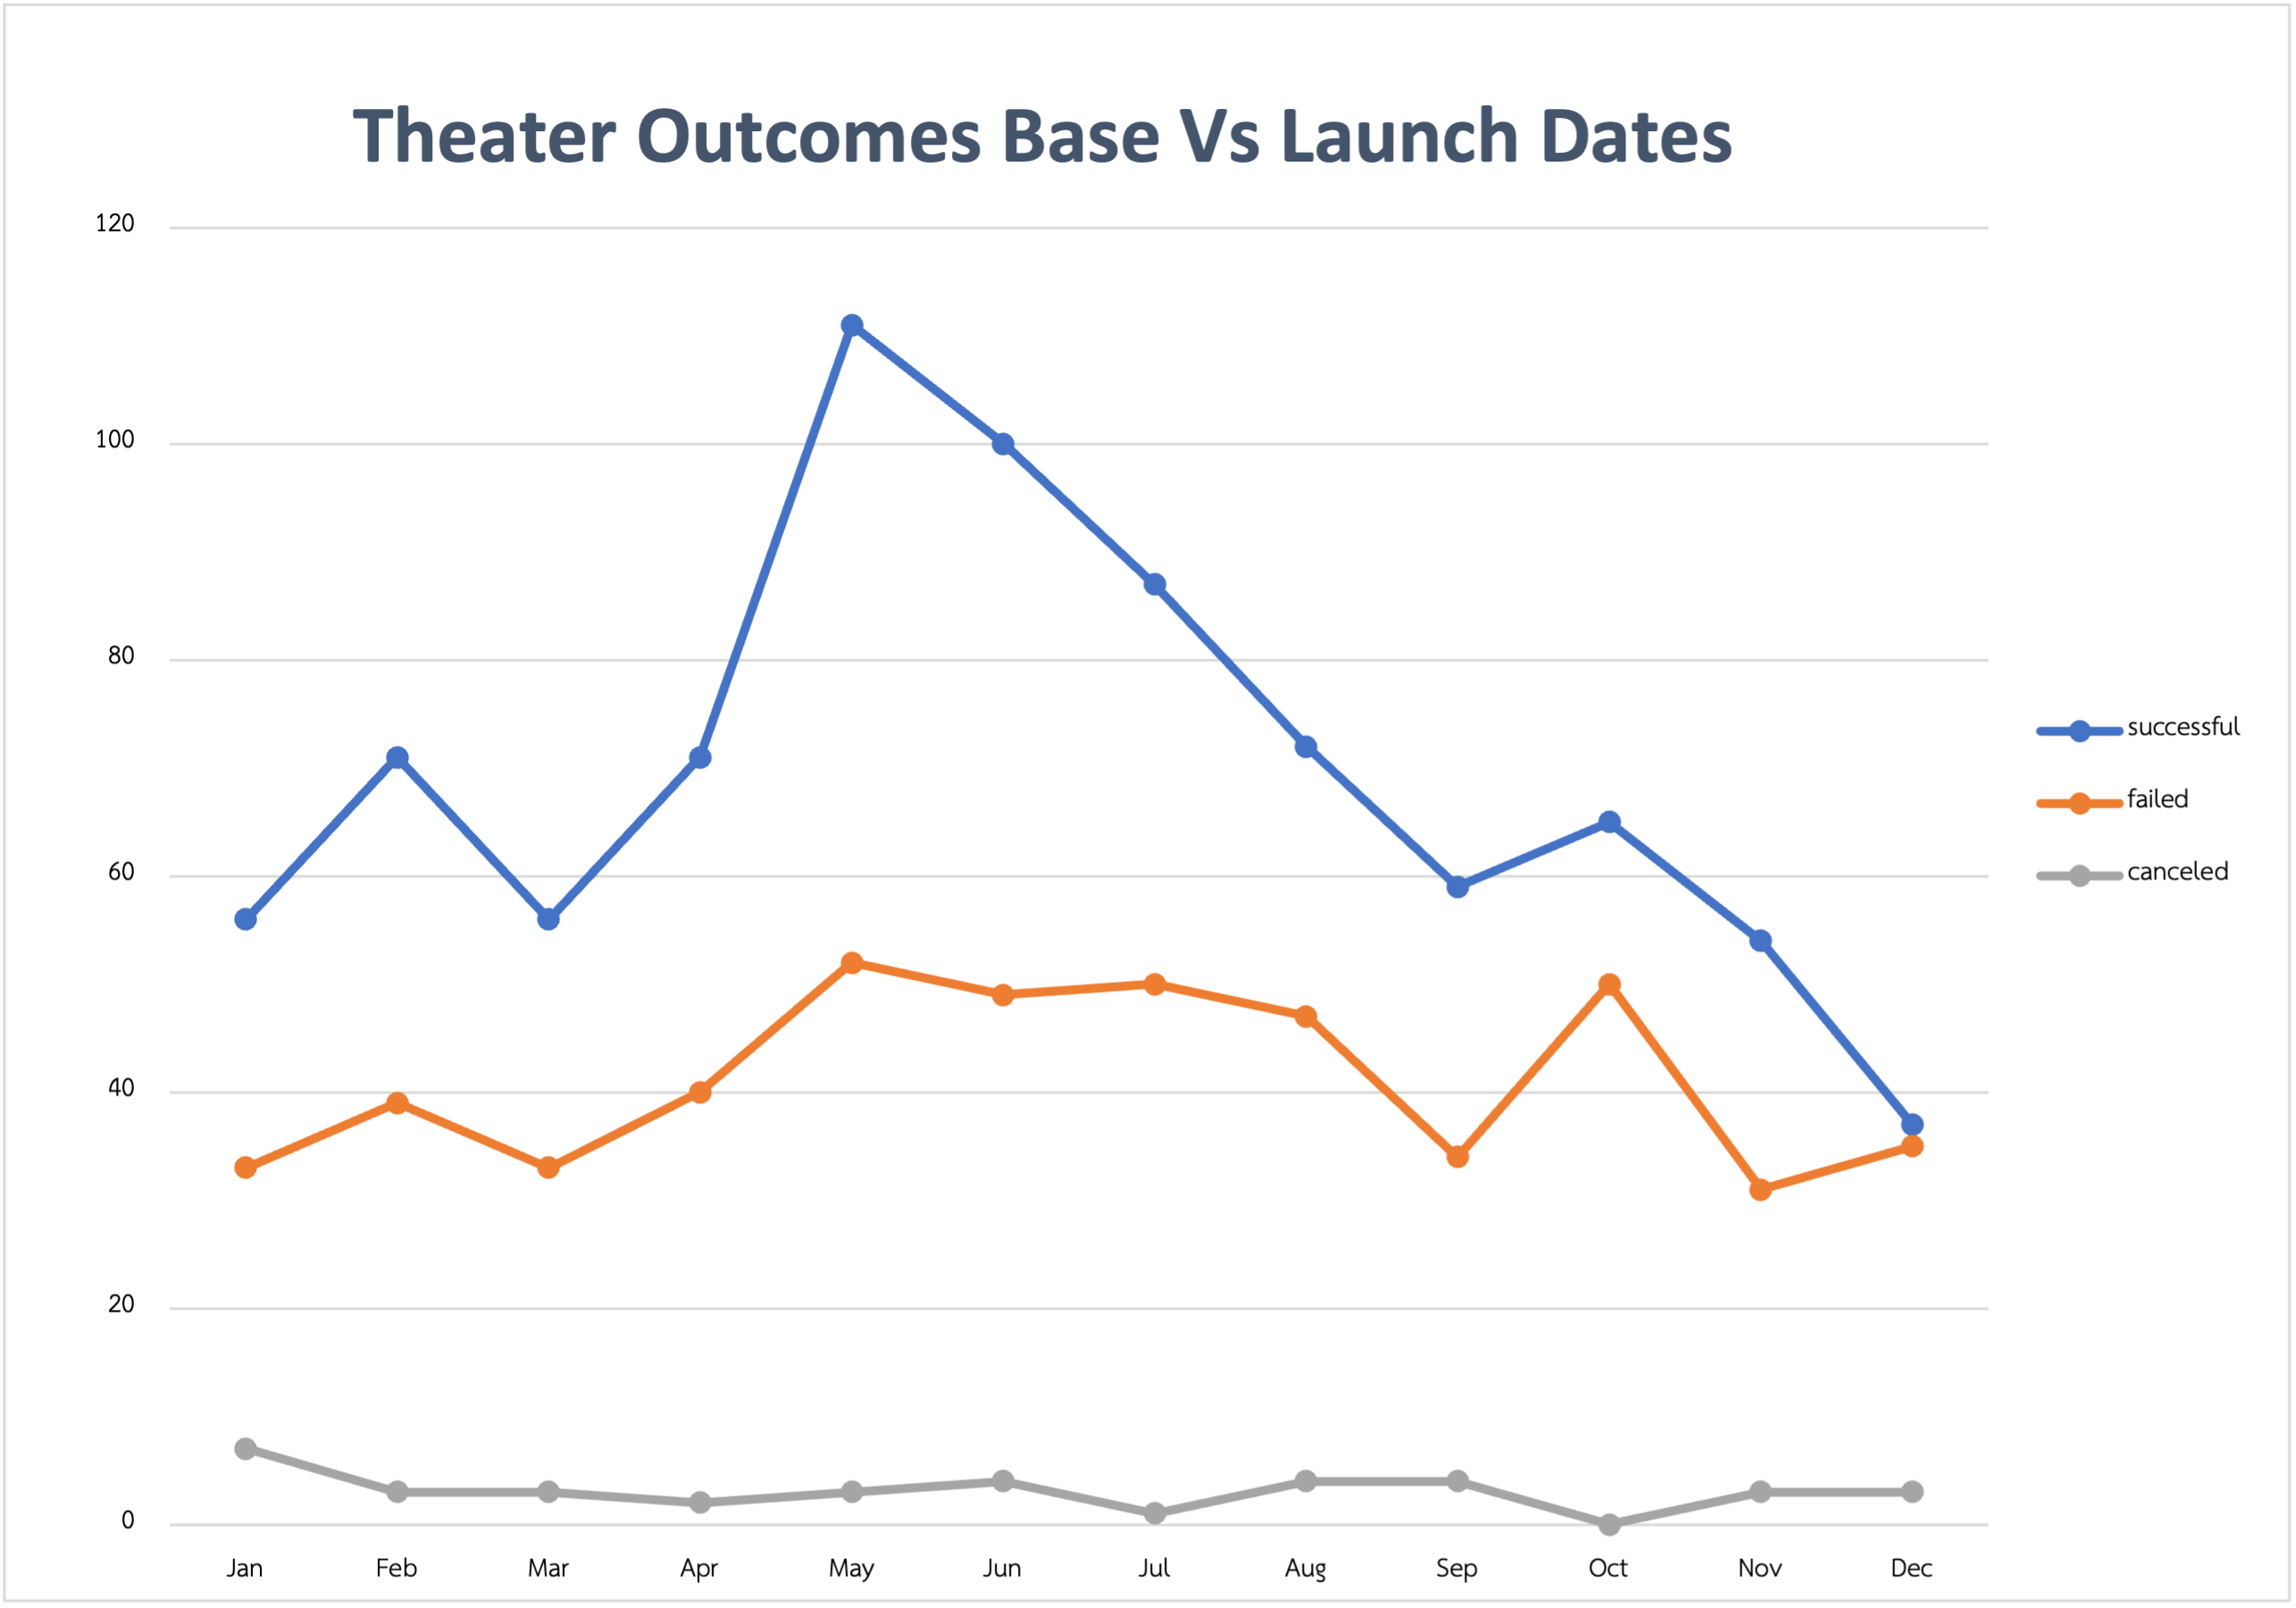 Theater Outcomes Base Vs Launch Dates
120
100
80
60
40
20
0
Jan Feb Mar Apr May Jun Jul Aug Sep Oct Nov Dec
successful
failed
canceled